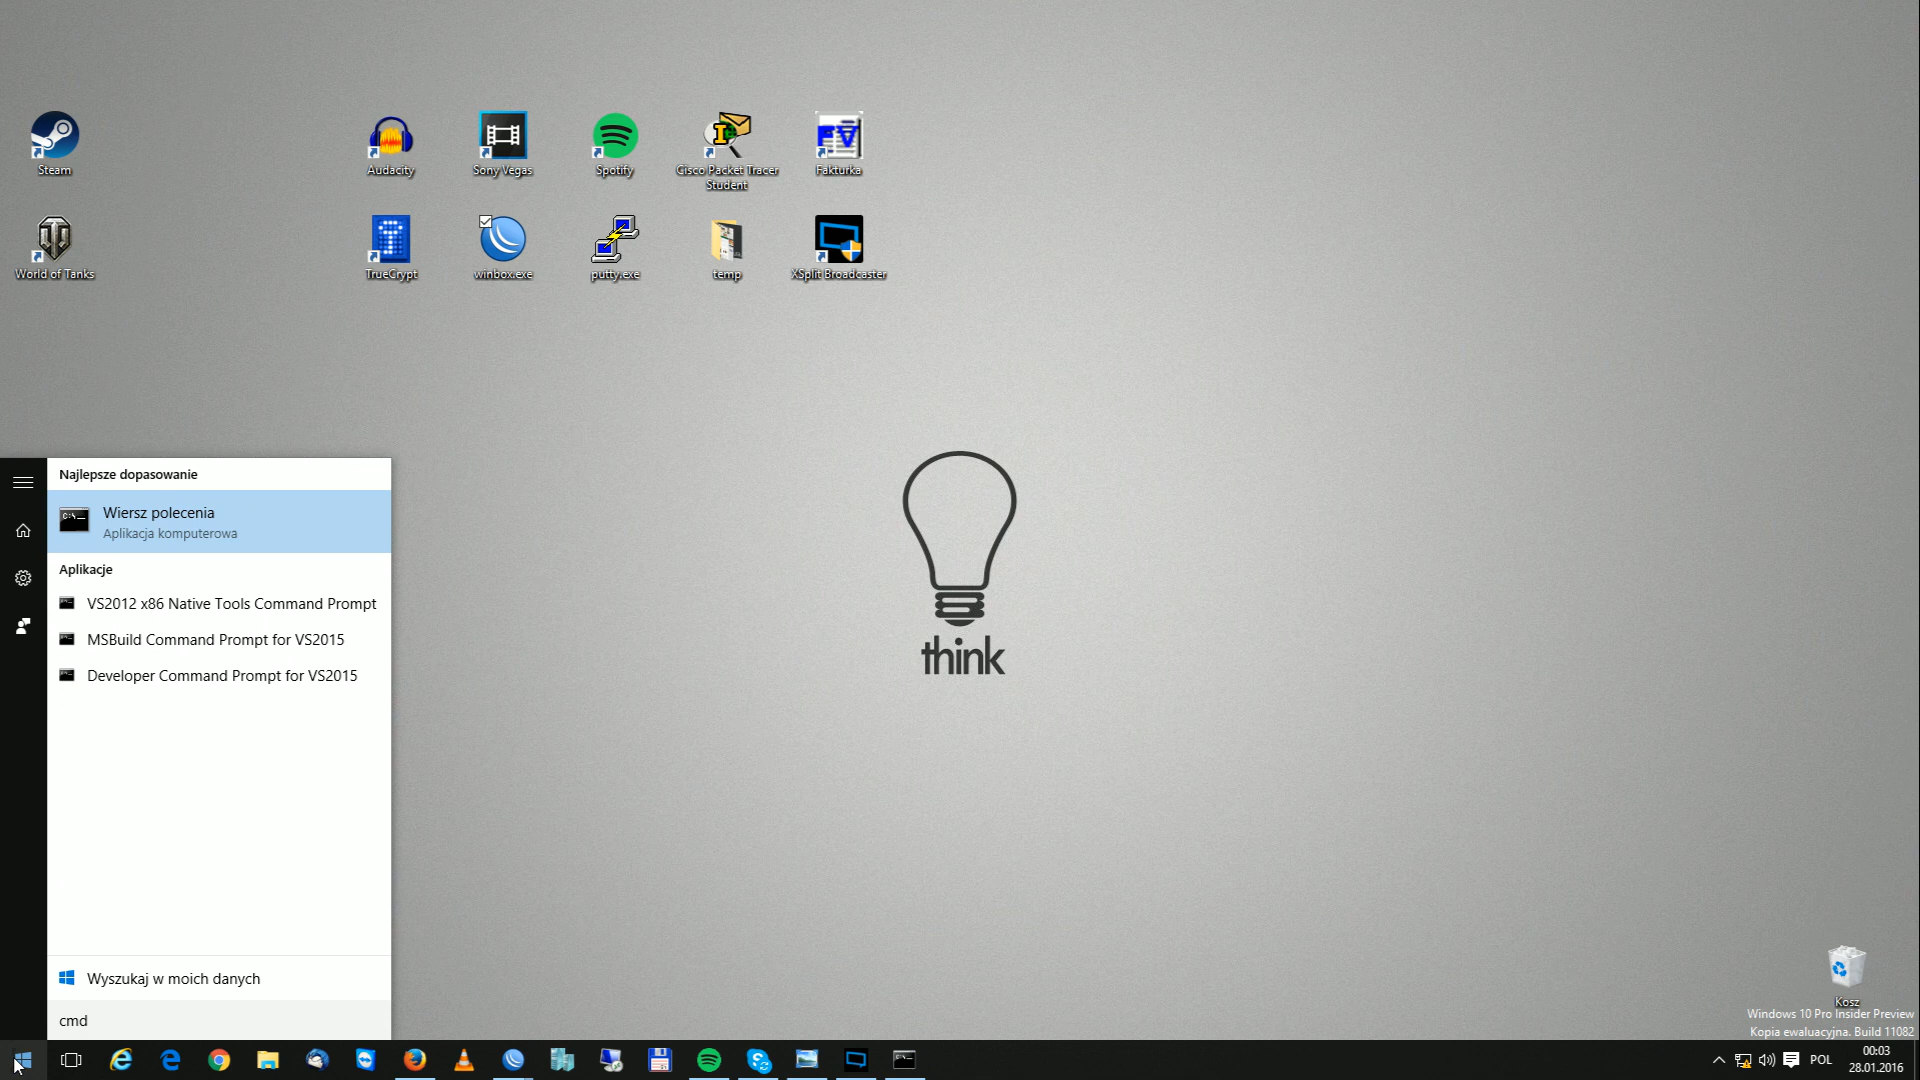 Steam
Audacity
Sony Vegas
Spotify
Cisco Packet Tracer
Student
Fakturka
World of Tanks
TrueCrypt
winbox.exe
putty.exe
temp
XSplit Broadcaster
think
Najlepsze dopasowanie
Wiersz polecenia
Aplikacja komputerowa
Aplikacje
VS2012 x86 Native Tools Command Prompt
MSBuild Command Prompt for VS2015
Developer Command Prompt for VS2015
Wyszukaj w moich danych
cmd
Kosz
Windows 10 Pro Insider Preview
Kopia ewaluacyjna. Build 11082
POL
00:03
28.01.2016